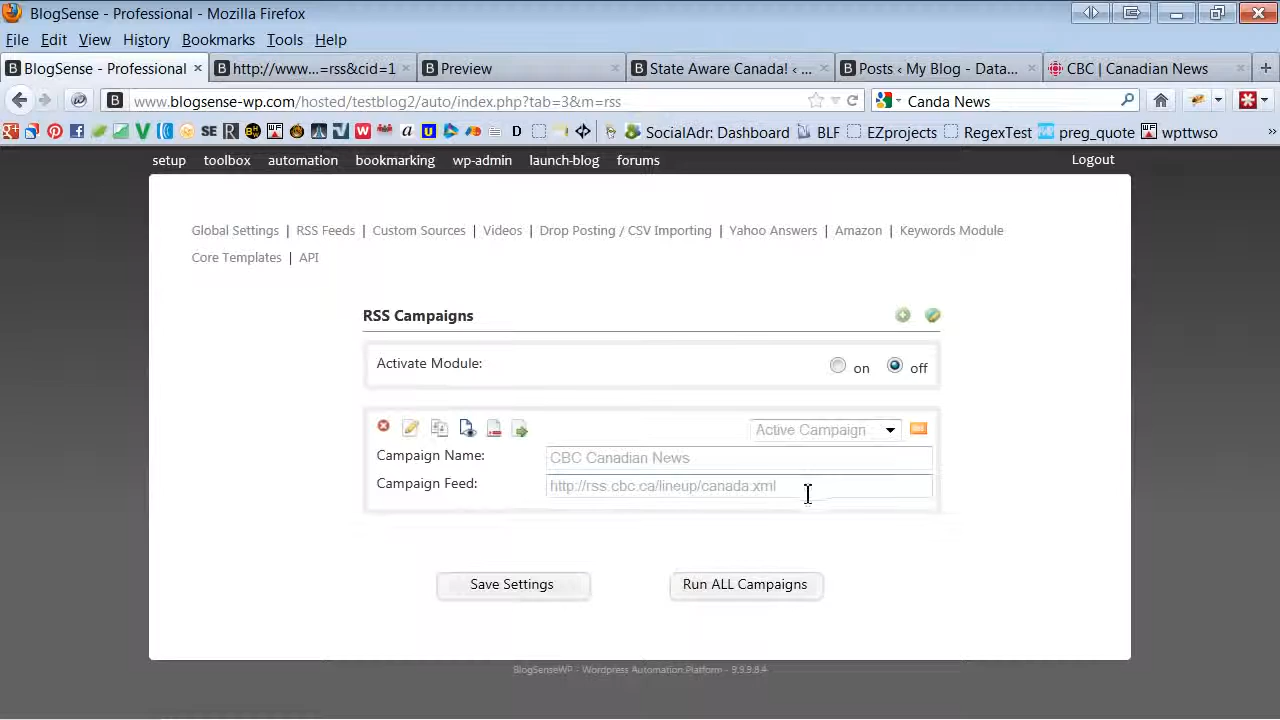 BlogSense - Professional - Mozilla Firefox
File Edit View History Bookmarks Tools Help
BlogSense - Professional
http://www...=rss&cid=1
Preview
State Aware Canada! ‹ ...
Posts ‹ My Blog - Data...
CBC | Canadian News
www.blogsense-wp.com/hosted/testblog2/auto/index.php?tab=3&m=rss
Canda News
SE
D
SocialAdr: Dashboard
BLF
EZprojects
RegexTest
preg_quote
wpttwso
setup toolbox automation bookmarking wp-admin launch-blog forums Logout
Global Settings | RSS Feeds | Custom Sources | Videos | Drop Posting / CSV Importing | Yahoo Answers | Amazon | Keywords Module
Core Templates | API
RSS Campaigns
Activate Module: on off
Active Campaign
Campaign Name: CBC Canadian News
Campaign Feed: http://rss.cbc.ca/lineup/canada.xml
Save Settings Run ALL Campaigns
BlogSenseWP - Wordpress Automation Platform - 9.9.9.8.4